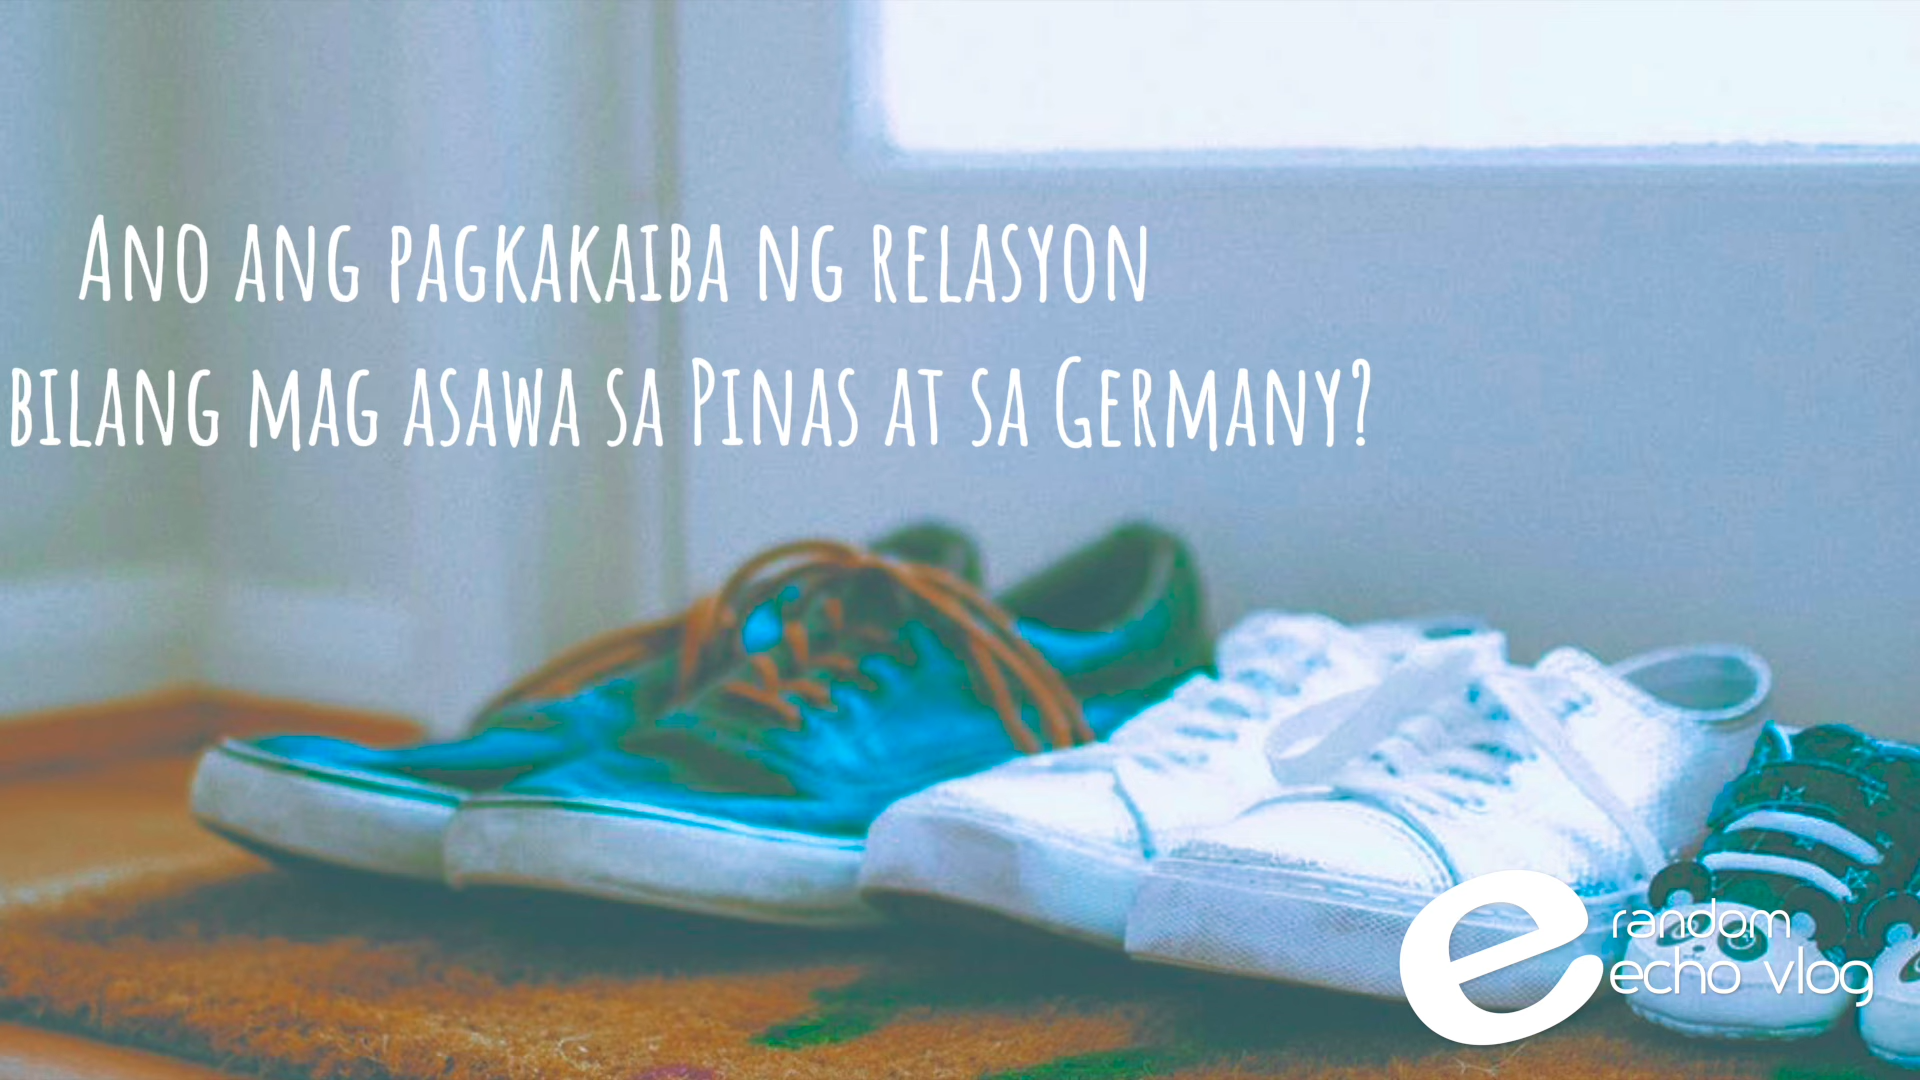 Ano ang pagkakaiba ng relasyon
bilang mag asawa sa Pinas at sa Germany?
e random
echo vlog